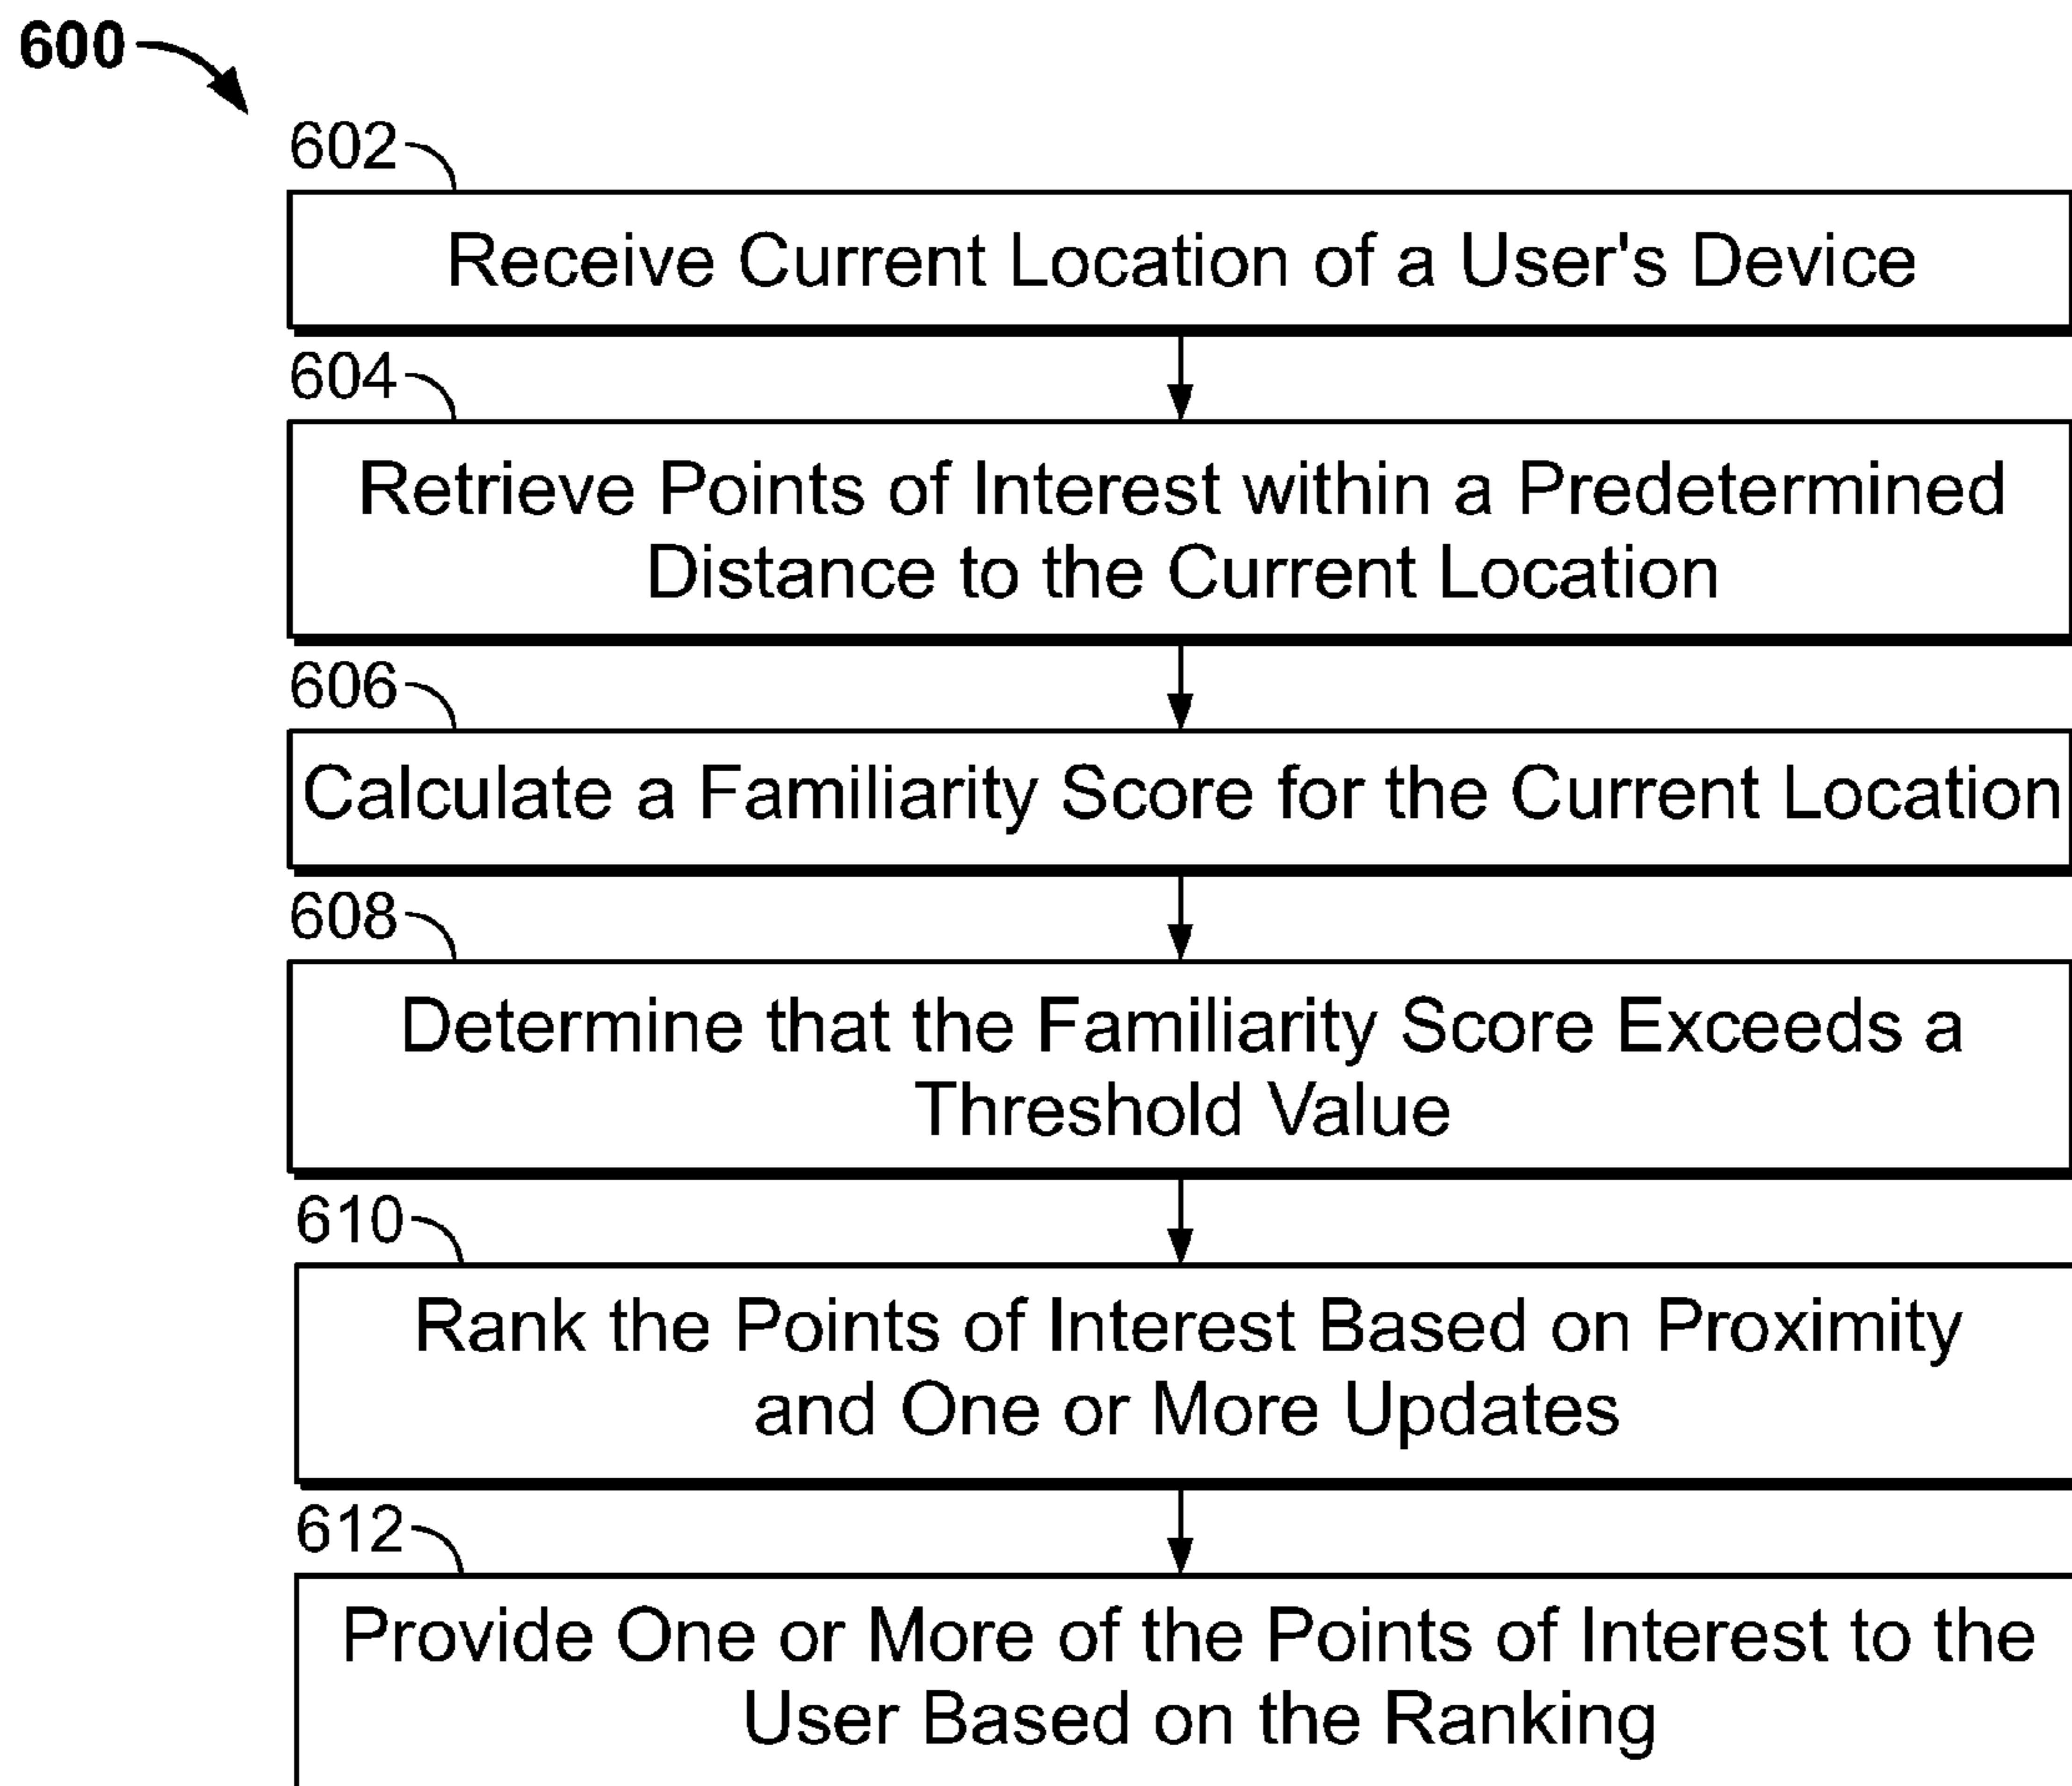 600
602
Receive Current Location of a User's Device
604
Retrieve Points of Interest within a Predetermined
Distance to the Current Location
606
Calculate a Familiarity Score for the Current Location
608
Determine that the Familiarity Score Exceeds a
Threshold Value
610
Rank the Points of Interest Based on Proximity
and One or More Updates
612
Provide One or More of the Points of Interest to the
User Based on the Ranking